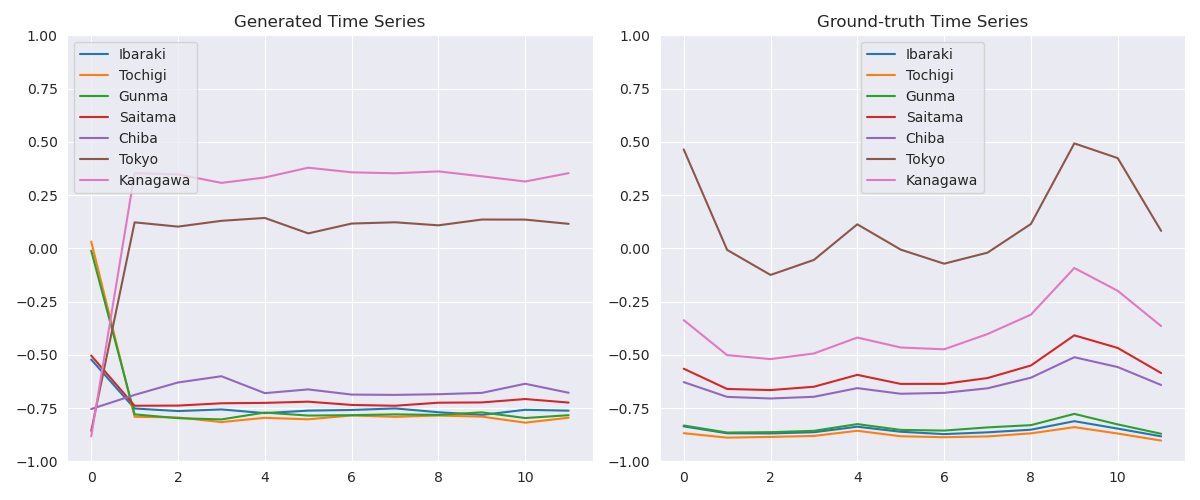 Generated Time Series
1.00
0.75
0.50
0.25
0.00
−0.25
−0.50
−0.75
−1.00
0 2 4 6 8 10
Ibaraki
Tochigi
Gunma
Saitama
Chiba
Tokyo
Kanagawa
Ground-truth Time Series
1.00
0.75
0.50
0.25
0.00
−0.25
−0.50
−0.75
−1.00
0 2 4 6 8 10
Ibaraki
Tochigi
Gunma
Saitama
Chiba
Tokyo
Kanagawa